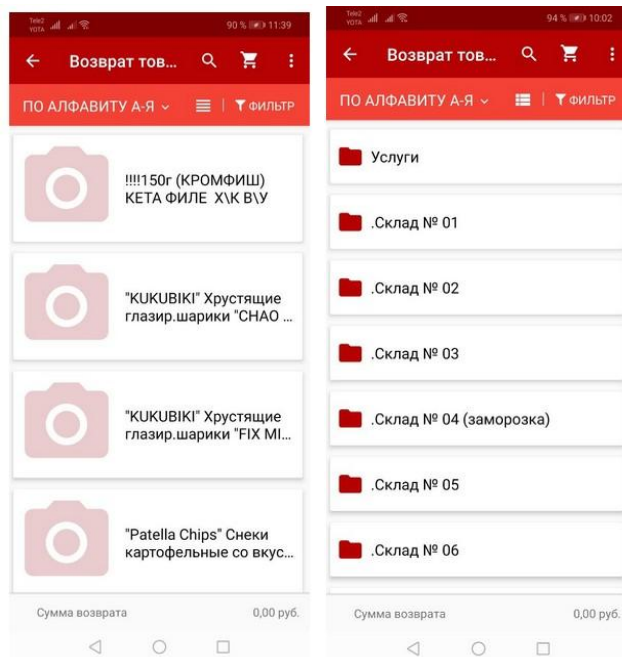 Tele2
YOTA
90 % 11:39
Возврат тов...
ПО АЛФАВИТУ А-Я
ФИЛЬТР
!!!!150г (КРОМФИШ)
КЕТА ФИЛЕ Х\К В\У
"KUKUBIKI" Хрустящие
глазир.шарики "CHAO ...
"KUKUBIKI" Хрустящие
глазир.шарики "FIX MI...
"Patella Chips" Снеки
картофельные со вкус...
Сумма возврата 0,00 руб.
Tele2
YOTA
94 % 10:02
Возврат тов...
ПО АЛФАВИТУ А-Я
ФИЛЬТР
Услуги
.Склад № 01
.Склад № 02
.Склад № 03
.Склад № 04 (заморозка)
.Склад № 05
.Склад № 06
Сумма возврата 0,00 руб.